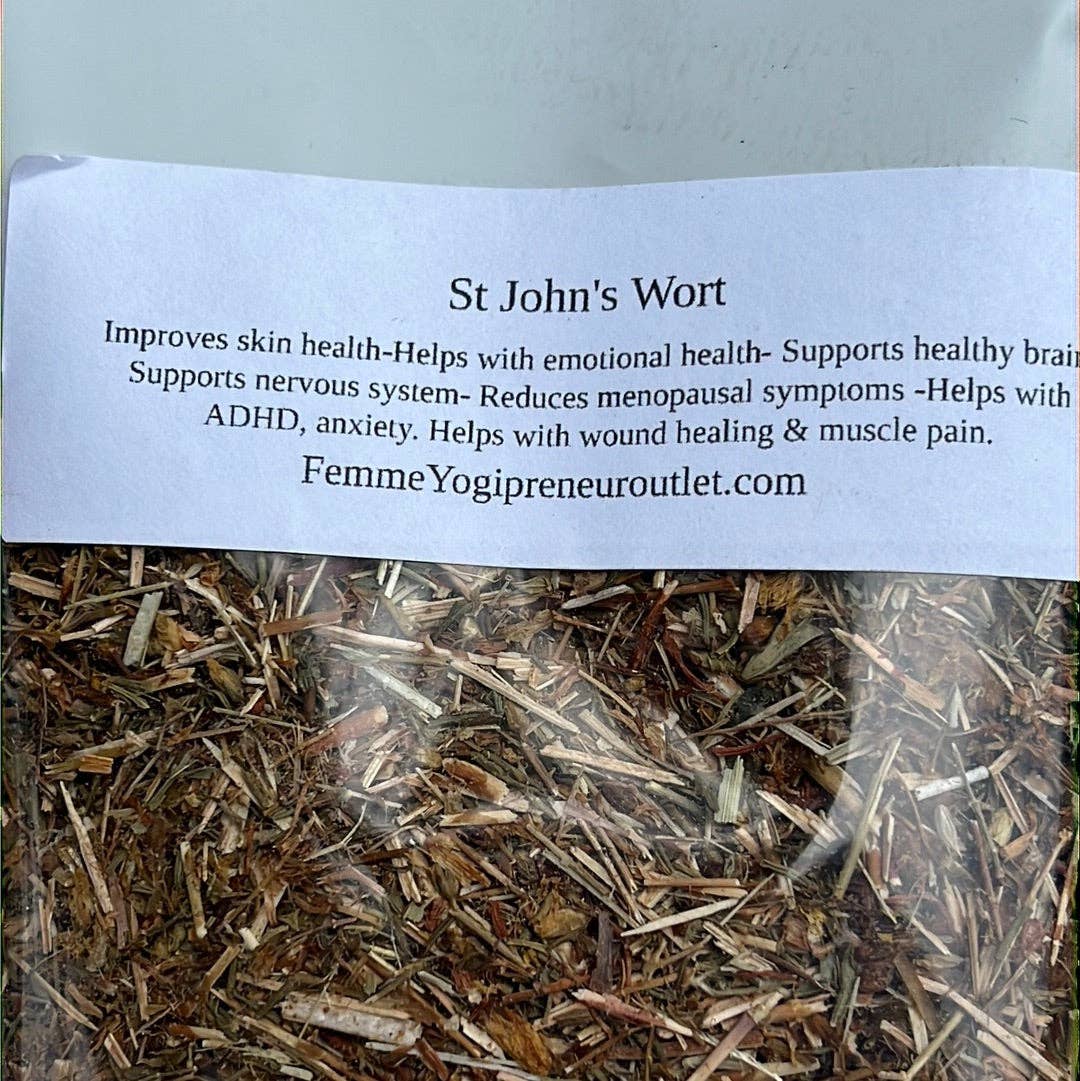 St John's Wort
Improves skin health-Helps with emotional health- Supports healthy
Supports nervous system- Reduces menopausal symptoms -Helps with
ADHD, anxiety. Helps with wound healing & muscle pain.
FemmeYogipreneuroutlet.com